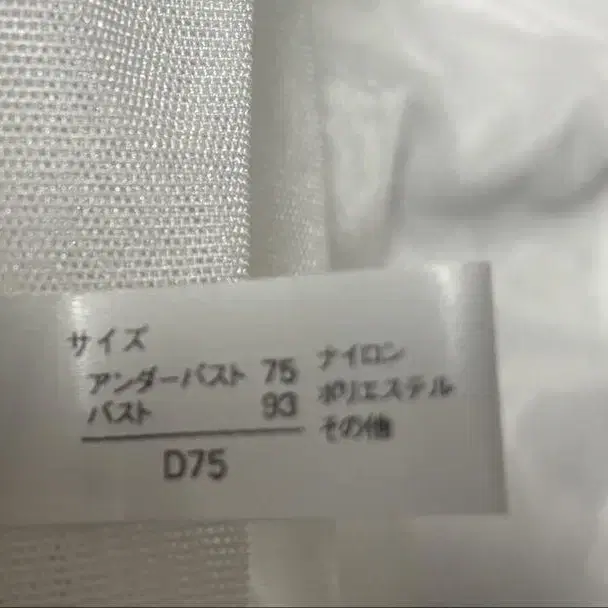 サイズ
アンダーバスト 75
バスト 93
D75
ナイロン
ポリエステル
その他